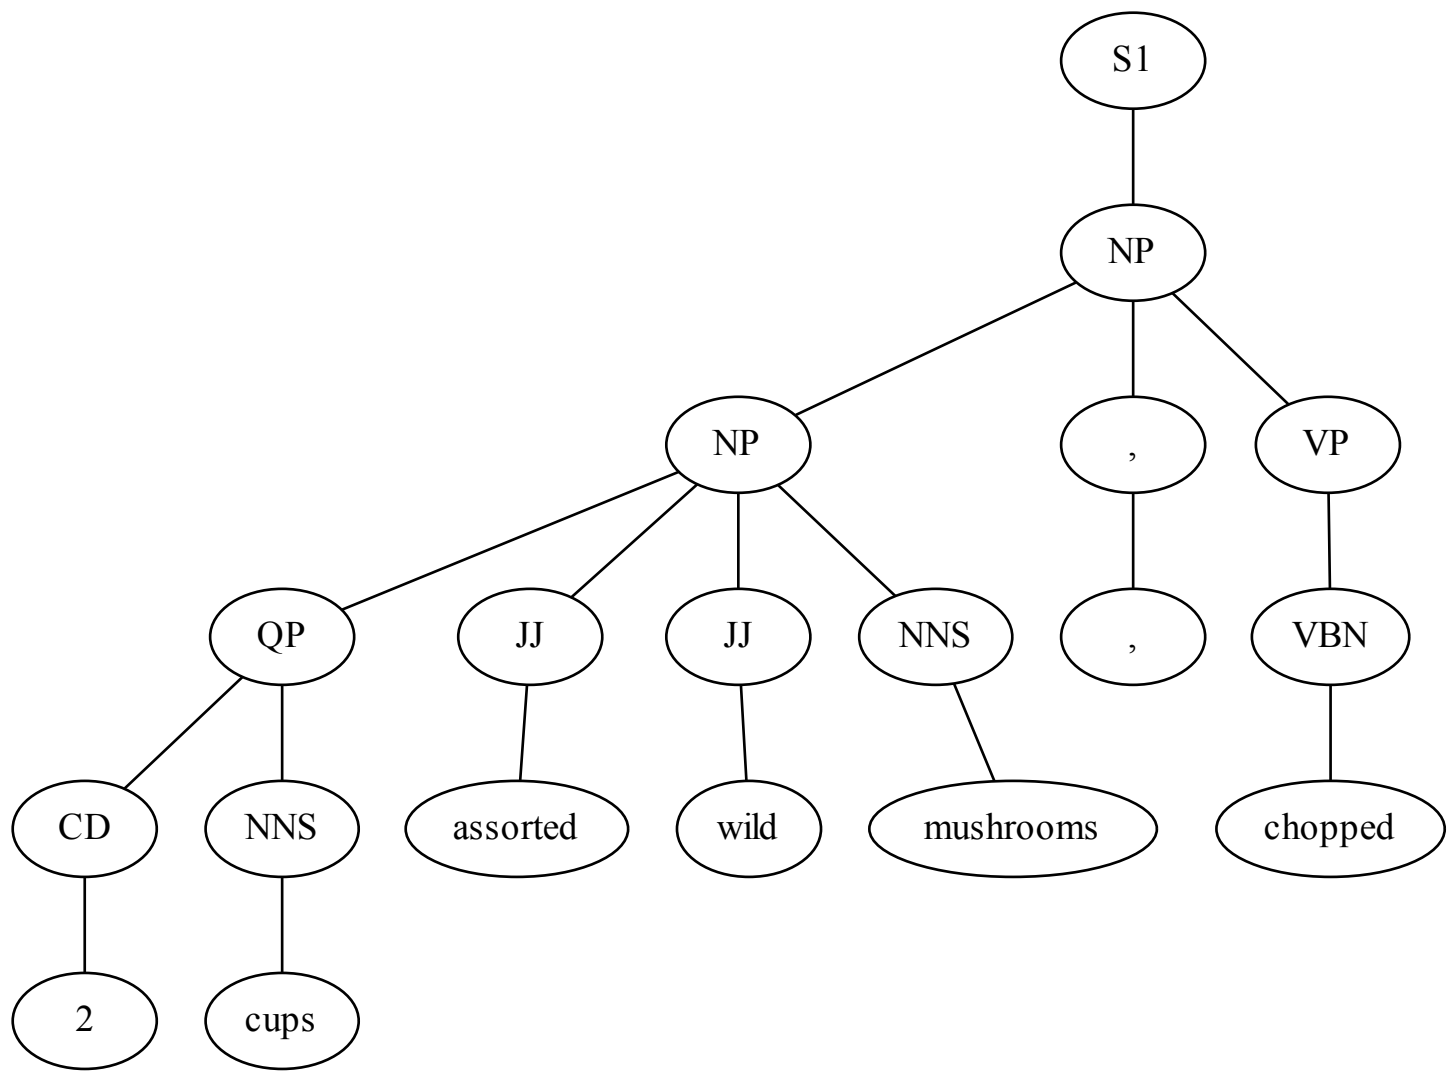 S1
NP
NP , VP
QP JJ JJ NNS , VBN
CD NNS assorted wild mushrooms chopped
2 cups